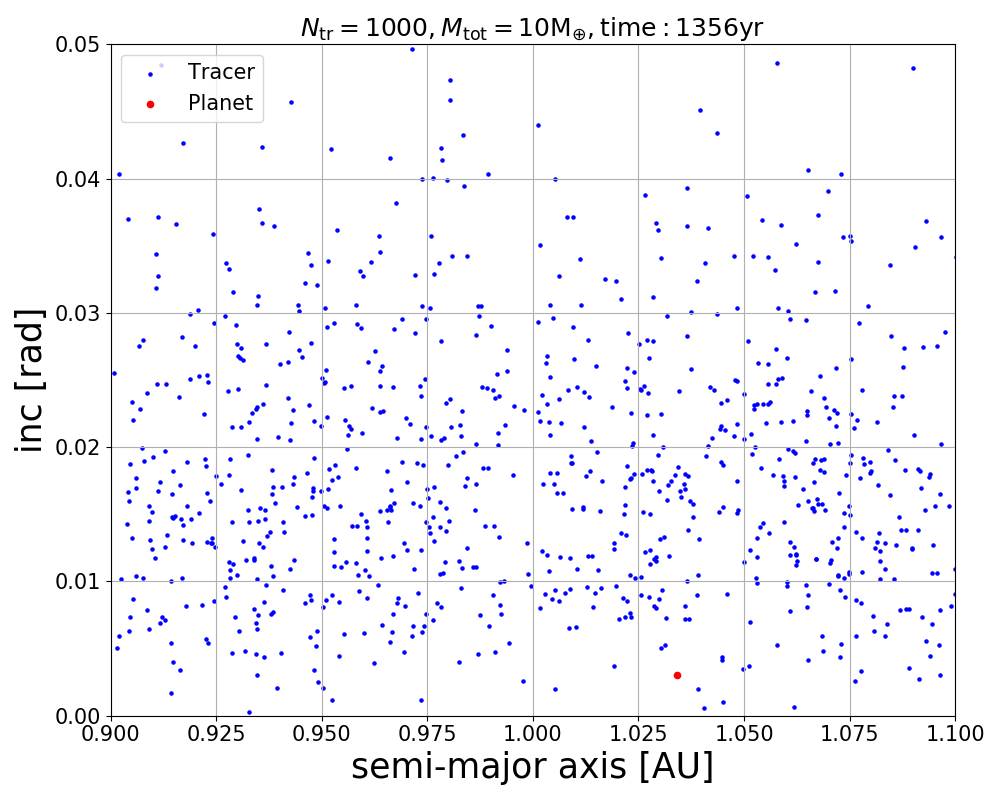 N_tr = 1000, M_tot = 10M_⊕, time : 1356yr
Tracer
Planet
0.05
0.04
0.03
0.02
0.01
0.00
inc [rad]
0.900 0.925 0.950 0.975 1.000 1.025 1.050 1.075 1.100
semi-major axis [AU]